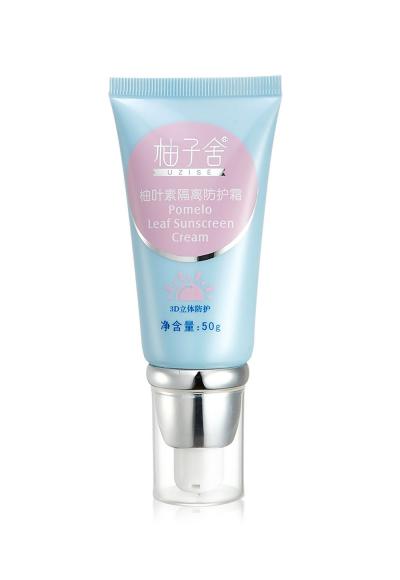 柚子舍®
UZISE
柚叶素隔离防护霜
Pomelo
Leaf Sunscreen
Cream
3D立体防护
净含量:50g